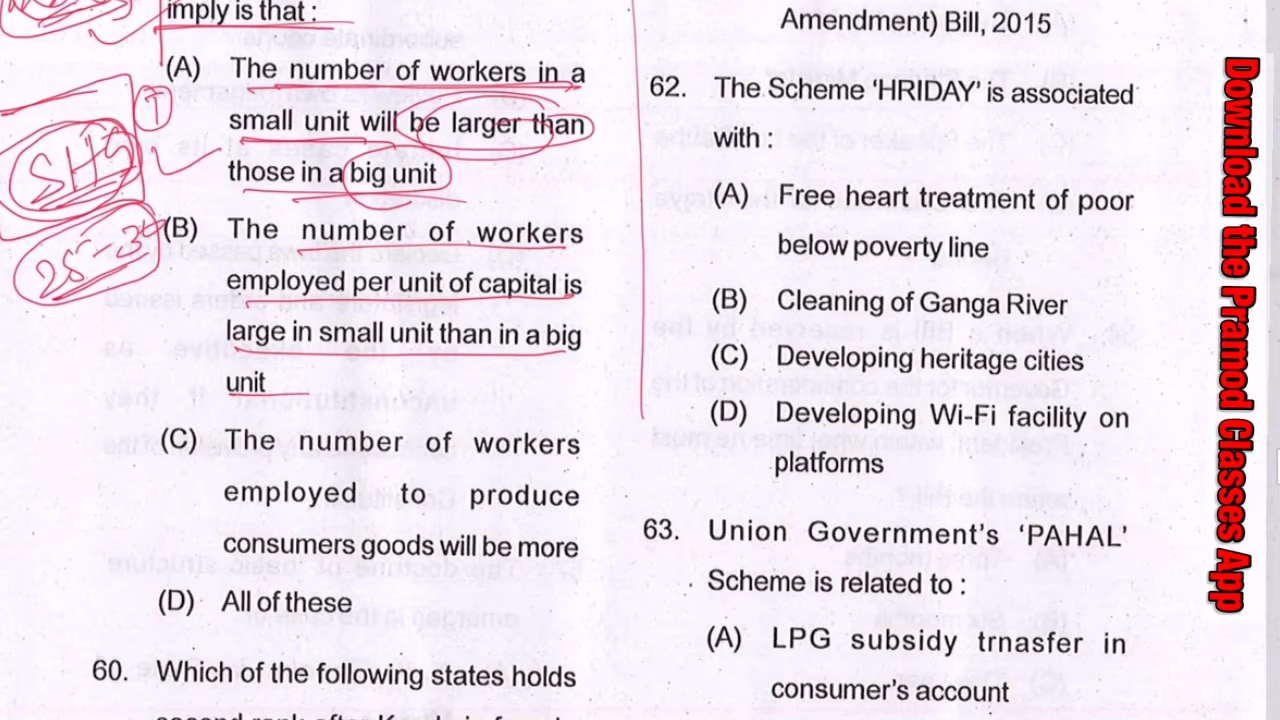 imply is that :
(A) The number of workers in a
small unit will be larger than
those in a big unit
(B) The number of workers
employed per unit of capital is
large in small unit than in a big
unit
(C) The number of workers
employed to produce
consumers goods will be more
(D) All of these
60. Which of the following states holds
Amendment) Bill, 2015
62. The Scheme 'HRIDAY' is associated
with :
(A) Free heart treatment of poor
below poverty line
(B) Cleaning of Ganga River
(C) Developing heritage cities
(D) Developing Wi-Fi facility on
platforms
63. Union Government's 'PAHAL'
Scheme is related to :
(A) LPG subsidy trnasfer in
consumer's account
SH
Download the Pramod Classes App